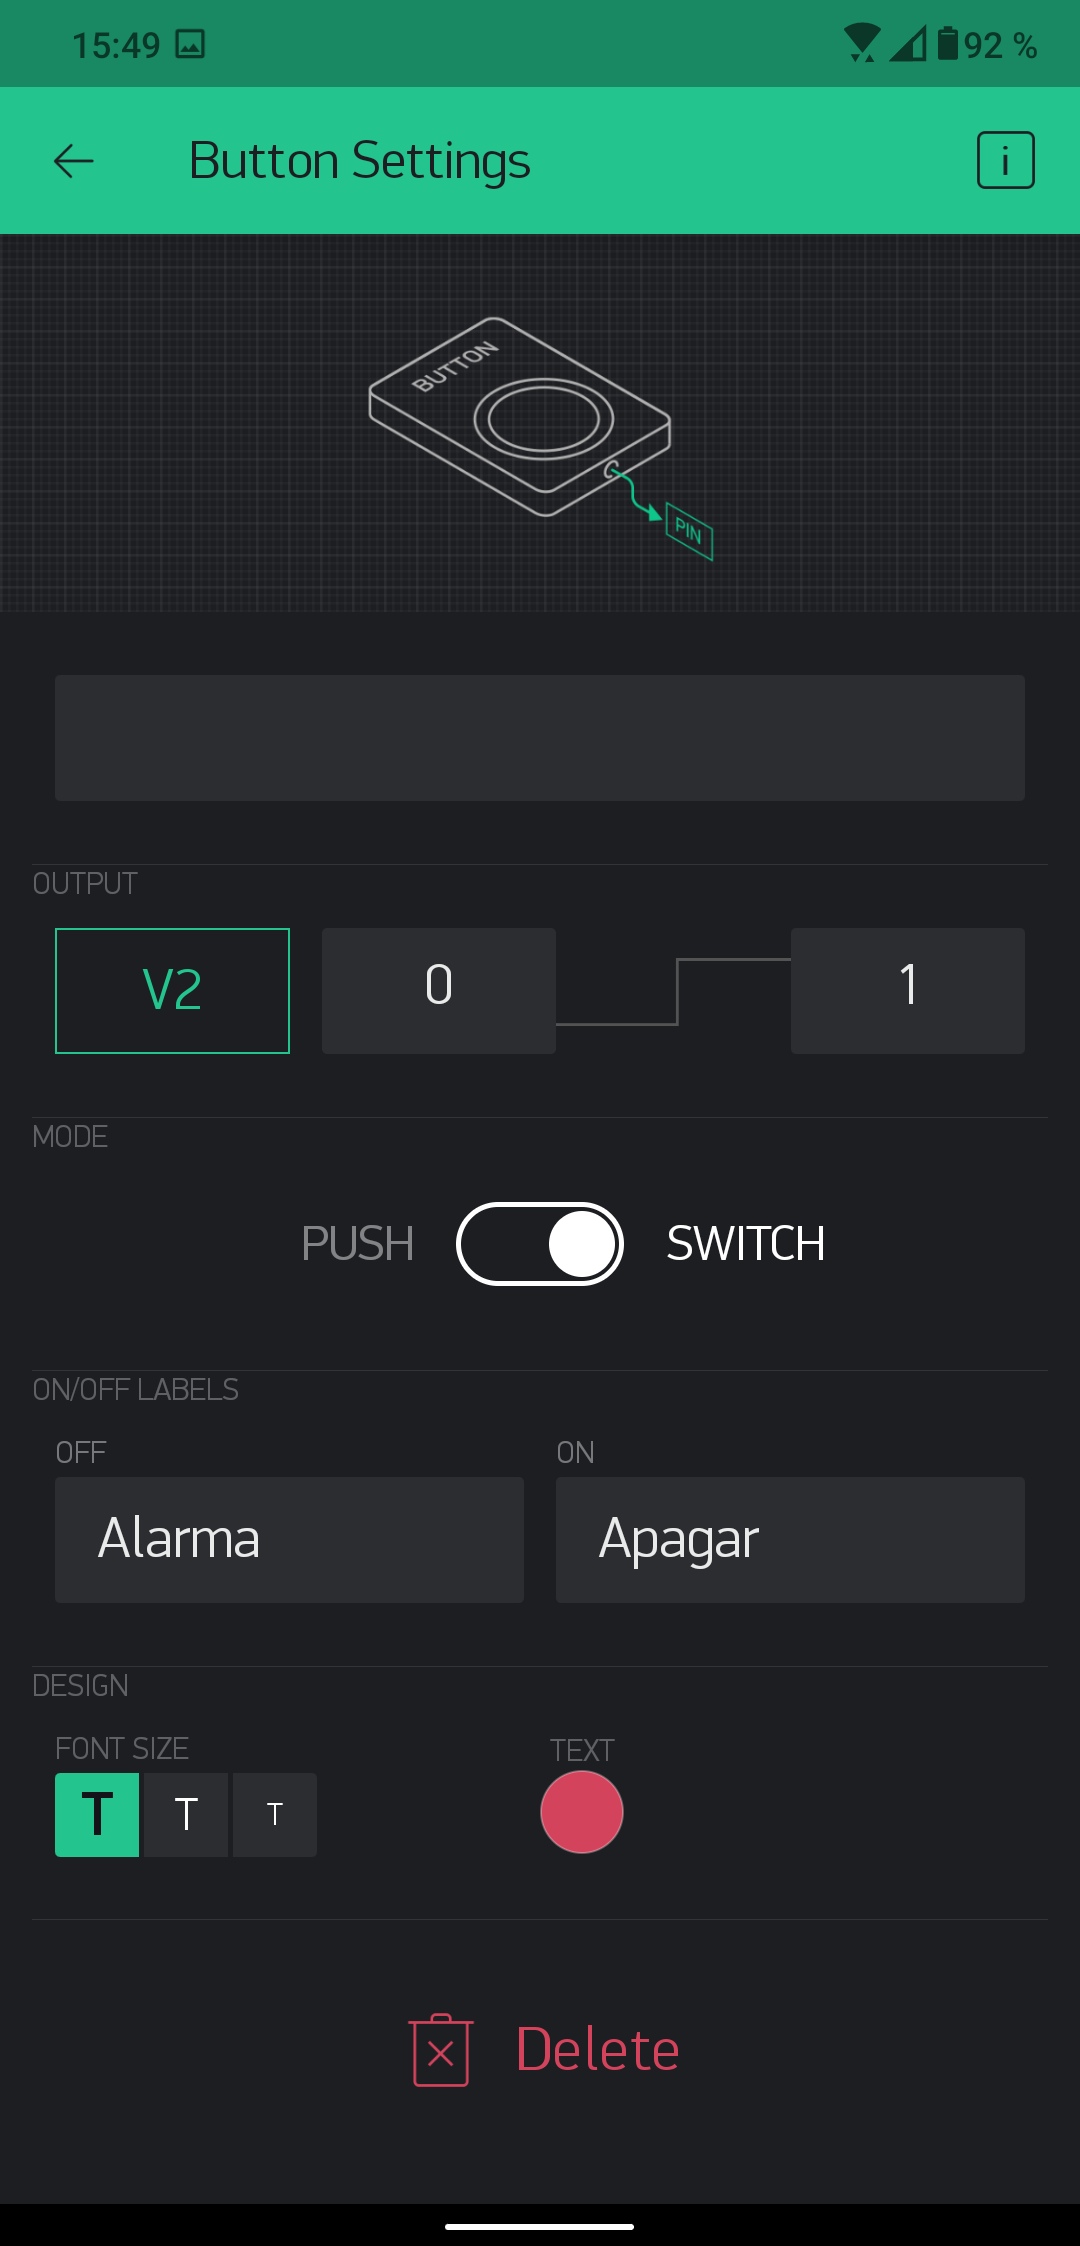 15:49 92 %
Button Settings i
BUTTON
PIN
OUTPUT
V2 0 1
MODE
PUSH SWITCH
ON/OFF LABELS
OFF ON
Alarma Apagar
DESIGN
FONT SIZE TEXT
T T T
Delete